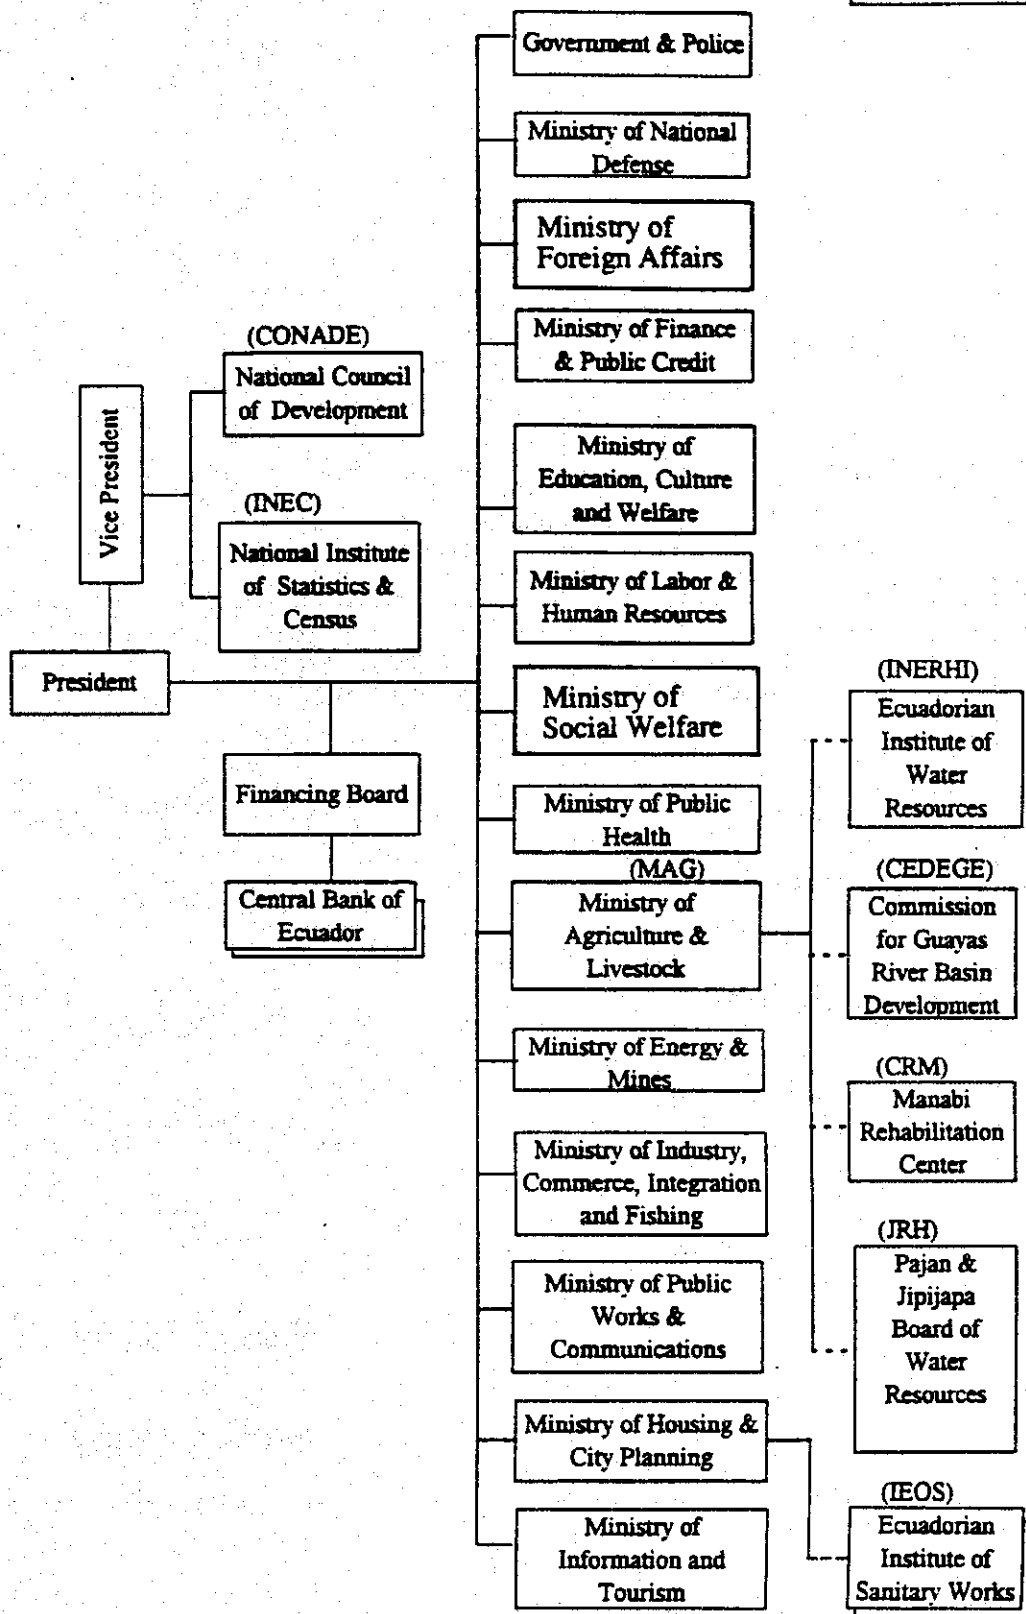 Government & Police
Ministry of National
Defense
Ministry of
Foreign Affairs
(CONADE)
National Council
of Development
Ministry of Finance
& Public Credit
Vice President
Ministry of
Education, Culture
and Welfare
(INEC)
National Institute
of Statistics &
Census
Ministry of Labor &
Human Resources
President
Ministry of
Social Welfare
(INERHI)
Ecuadorian
Institute of
Water
Resources
Financing Board
Ministry of Public
Health
Central Bank of
Ecuador
(MAG)
Ministry of
Agriculture &
Livestock
(CEDEGE)
Commission
for Guayas
River Basin
Development
Ministry of Energy &
Mines
(CRM)
Manabi
Rehabilitation
Center
Ministry of Industry,
Commerce, Integration
and Fishing
(JRH)
Pajan &
Jipijapa
Board of
Water
Resources
Ministry of Public
Works &
Communications
Ministry of Housing &
City Planning
(IEOS)
Ecuadorian
Institute of
Sanitary Works
Ministry of
Information and
Tourism